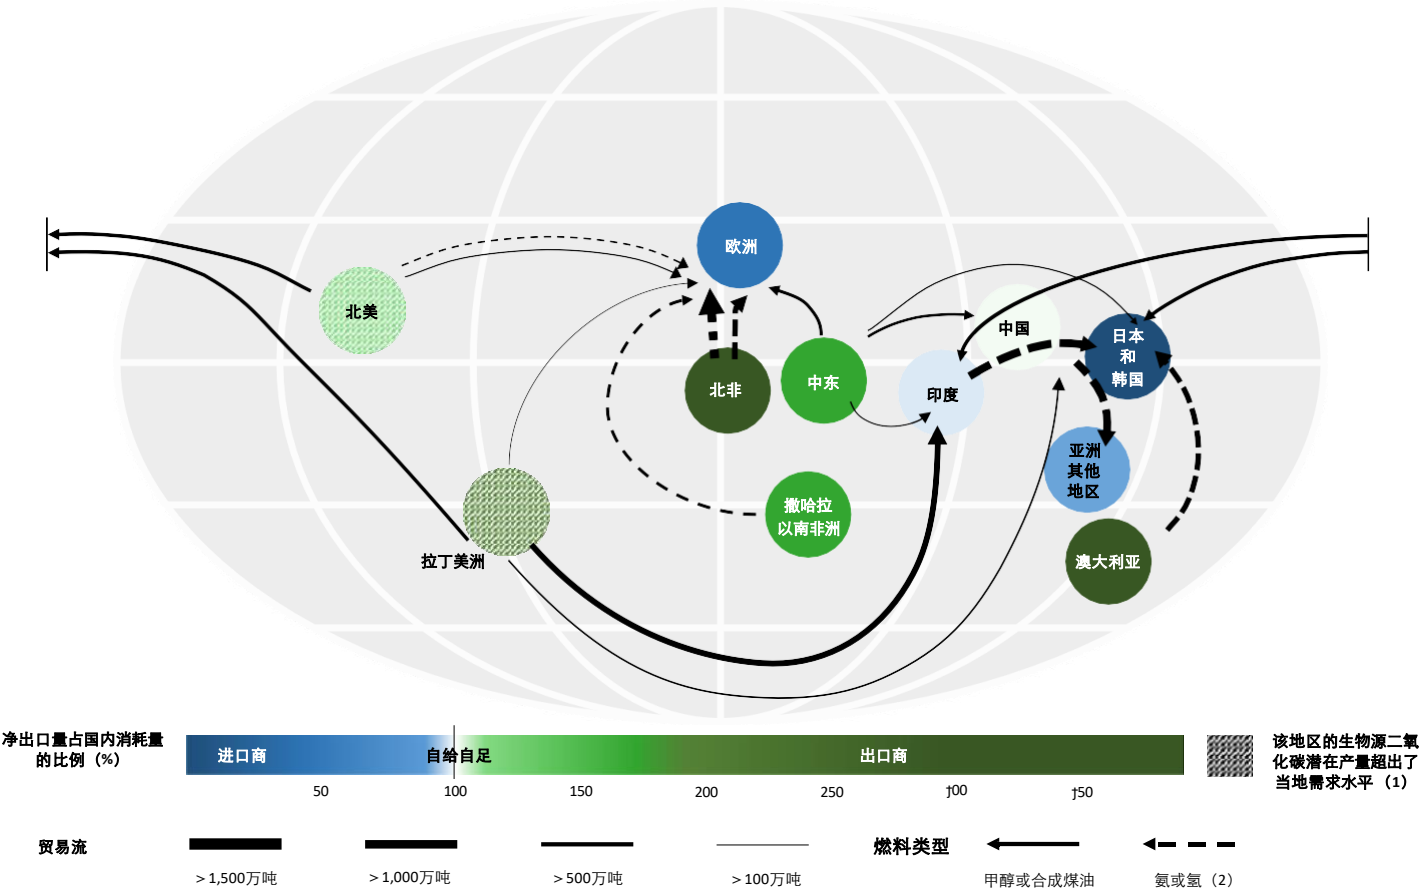 欧洲
北美
中国
日本
和
韩国
北非
中东
印度
亚洲
其他
地区
撒哈拉
以南非洲
拉丁美洲
澳大利亚
净出口量占国内消耗量
的比例（%）
进口商
自给自足
出口商
50
100
150
200
250
该地区的生物源二氧
化碳潜在产量超出了
当地需求水平（1）
贸易流
>1,500万吨
>1,000万吨
>500万吨
>100万吨
燃料类型
甲醇或合成煤油
氨或氢（2）